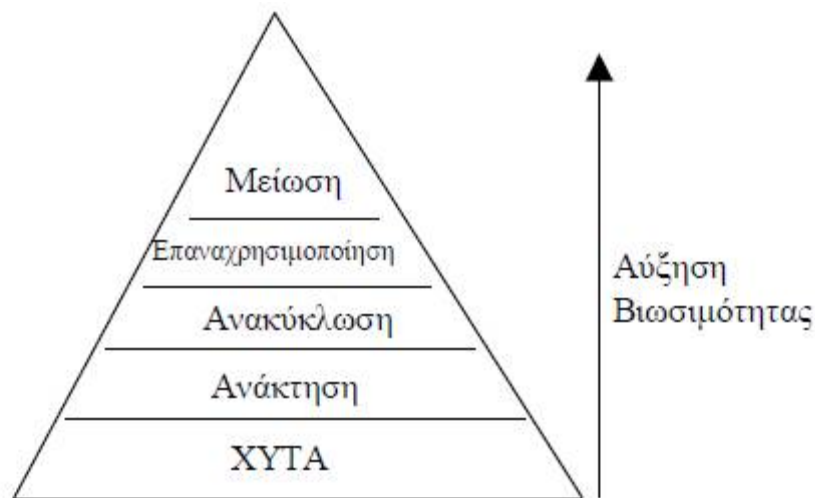 Μείωση
Επαναχρησιμοποίηση
Ανακύκλωση
Ανάκτηση
ΧΥΤΑ
Αύξηση
Βιωσιμότητας